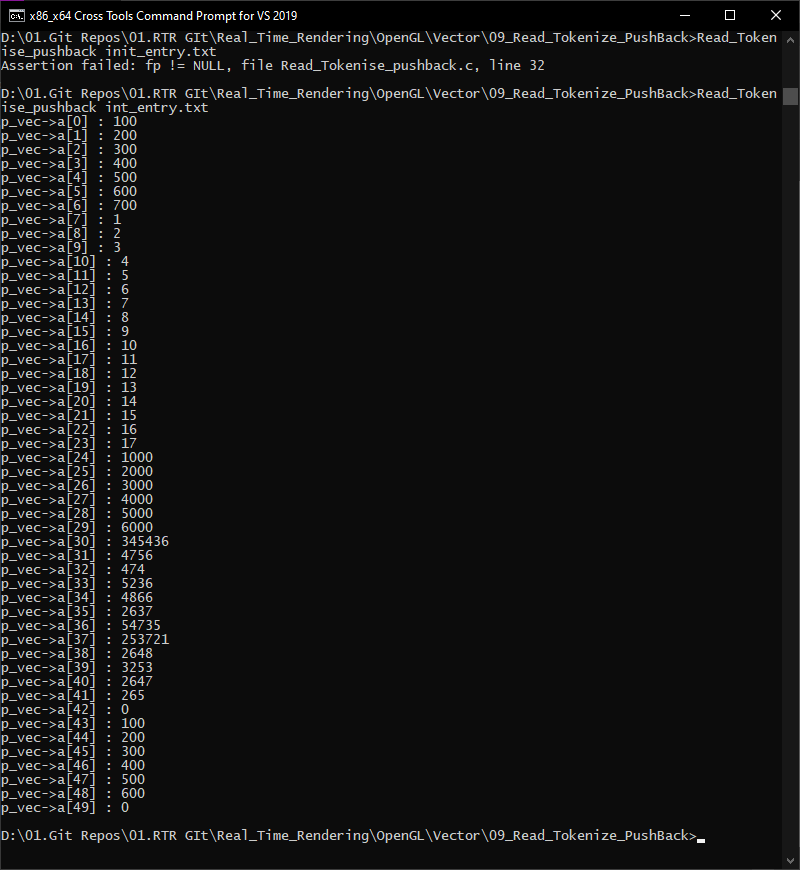 x86_x64 Cross Tools Command Prompt for VS 2019
D:\01.Git Repos\01.RTR GIt\Real_Time_Rendering\OpenGL\Vector\09_Read_Tokenize_PushBack>Read_Token
ise_pushback init_entry.txt
Assertion failed: fp != NULL, file Read_Tokenise_pushback.c, line 32
D:\01.Git Repos\01.RTR GIt\Real_Time_Rendering\OpenGL\Vector\09_Read_Tokenize_PushBack>Read_Token
ise_pushback int_entry.txt
p_vec->a[0] : 100
p_vec->a[1] : 200
p_vec->a[2] : 300
p_vec->a[3] : 400
p_vec->a[4] : 500
p_vec->a[5] : 600
p_vec->a[6] : 700
p_vec->a[7] : 1
p_vec->a[8] : 2
p_vec->a[9] : 3
p_vec->a[10] : 4
p_vec->a[11] : 5
p_vec->a[12] : 6
p_vec->a[13] : 7
p_vec->a[14] : 8
p_vec->a[15] : 9
p_vec->a[16] : 10
p_vec->a[17] : 11
p_vec->a[18] : 12
p_vec->a[19] : 13
p_vec->a[20] : 14
p_vec->a[21] : 15
p_vec->a[22] : 16
p_vec->a[23] : 17
p_vec->a[24] : 1000
p_vec->a[25] : 2000
p_vec->a[26] : 3000
p_vec->a[27] : 4000
p_vec->a[28] : 5000
p_vec->a[29] : 6000
p_vec->a[30] : 345436
p_vec->a[31] : 4756
p_vec->a[32] : 474
p_vec->a[33] : 5236
p_vec->a[34] : 4866
p_vec->a[35] : 2637
p_vec->a[36] : 54735
p_vec->a[37] : 253721
p_vec->a[38] : 2648
p_vec->a[39] : 3253
p_vec->a[40] : 2647
p_vec->a[41] : 265
p_vec->a[42] : 0
p_vec->a[43] : 100
p_vec->a[44] : 200
p_vec->a[45] : 300
p_vec->a[46] : 400
p_vec->a[47] : 500
p_vec->a[48] : 600
p_vec->a[49] : 0
D:\01.Git Repos\01.RTR GIt\Real_Time_Rendering\OpenGL\Vector\09_Read_Tokenize_PushBack>